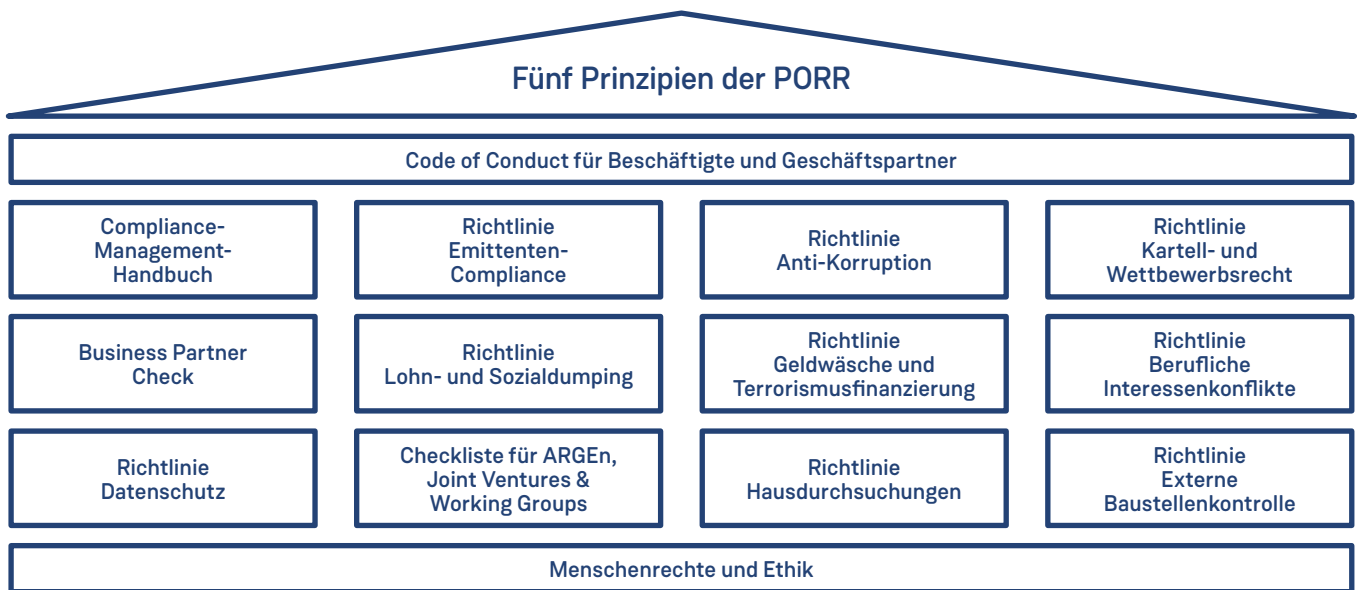 Fünf Prinzipien der PORR
Code of Conduct für Beschäftigte und Geschäftspartner
Compliance-
Management-
Handbuch
Richtlinie
Emittenten-
Compliance
Richtlinie
Anti-Korruption
Richtlinie
Kartell- und
Wettbewerbsrecht
Business Partner
Check
Richtlinie
Lohn- und Sozialdumping
Richtlinie
Geldwäsche und
Terrorismusfinanzierung
Richtlinie
Berufliche
Interessenkonflikte
Richtlinie
Datenschutz
Checkliste für ARGEn,
Joint Ventures &
Working Groups
Richtlinie
Hausdurchsuchungen
Richtlinie
Externe
Baustellenkontrolle
Menschenrechte und Ethik